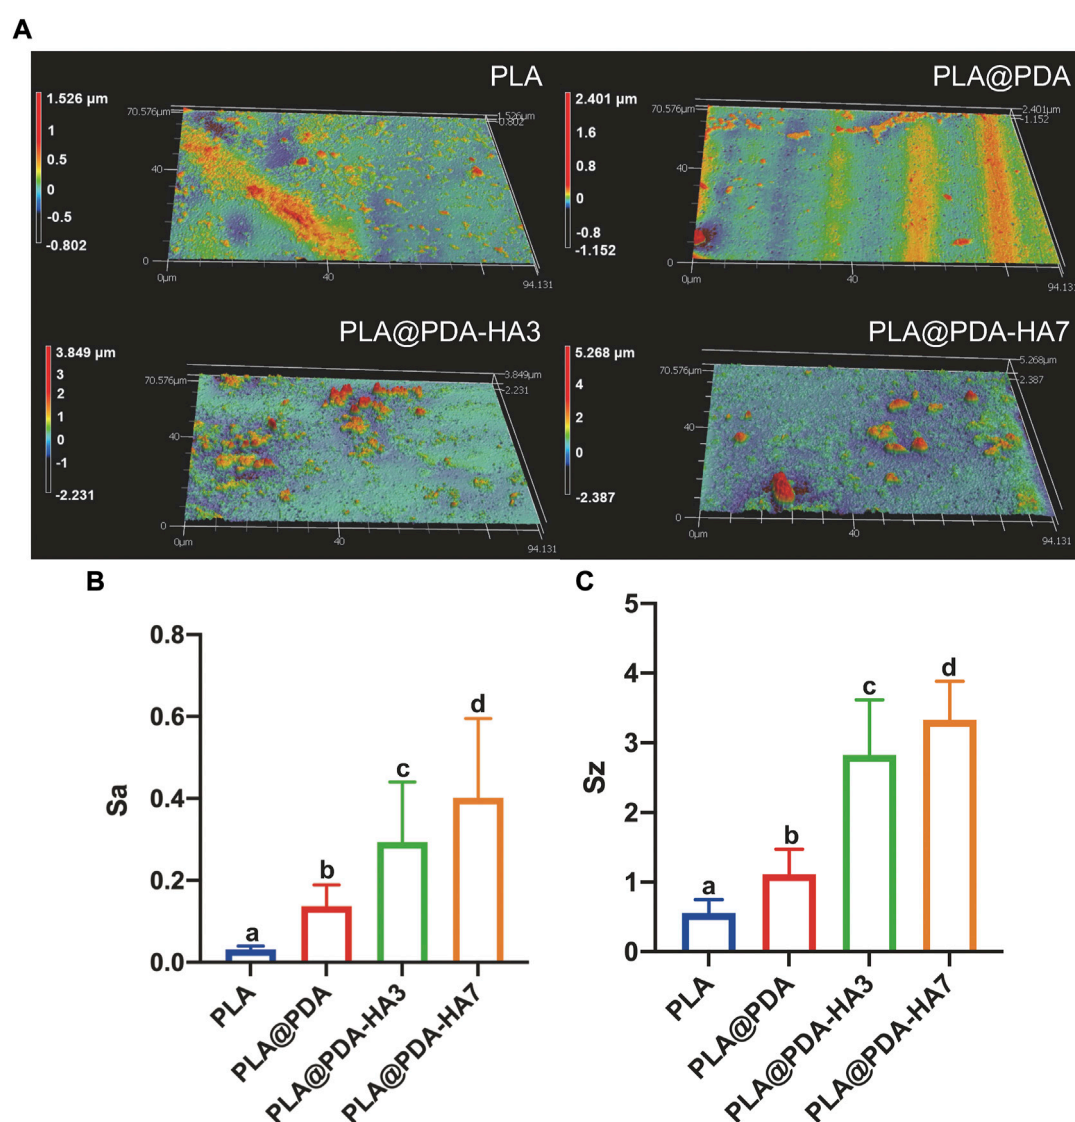 A
PLA
1.526 µm
1
0.5
0
-0.5
-0.802
70.576µm
40
0
0µm
40
94.131
1.526µm
-0.802
PLA@PDA
2.401 µm
1.6
0.8
0
-0.8
-1.152
70.576µm
40
0
0µm
40
94.131
2.401µm
-1.152
PLA@PDA-HA3
3.849 µm
3
2
1
0
-1
-2.231
70.576µm
40
0
0µm
40
94.131
3.849µm
-2.231
PLA@PDA-HA7
5.268 µm
4
2
0
-2.387
70.576µm
40
0
0µm
40
94.131
5.268µm
-2.387
B
Sa
0.8
0.6
0.4
0.2
0.0
a
b
c
d
PLA
PLA@PDA
PLA@PDA-HA3
PLA@PDA-HA7
C
Sz
5
4
3
2
1
0
a
b
c
d
PLA
PLA@PDA
PLA@PDA-HA3
PLA@PDA-HA7